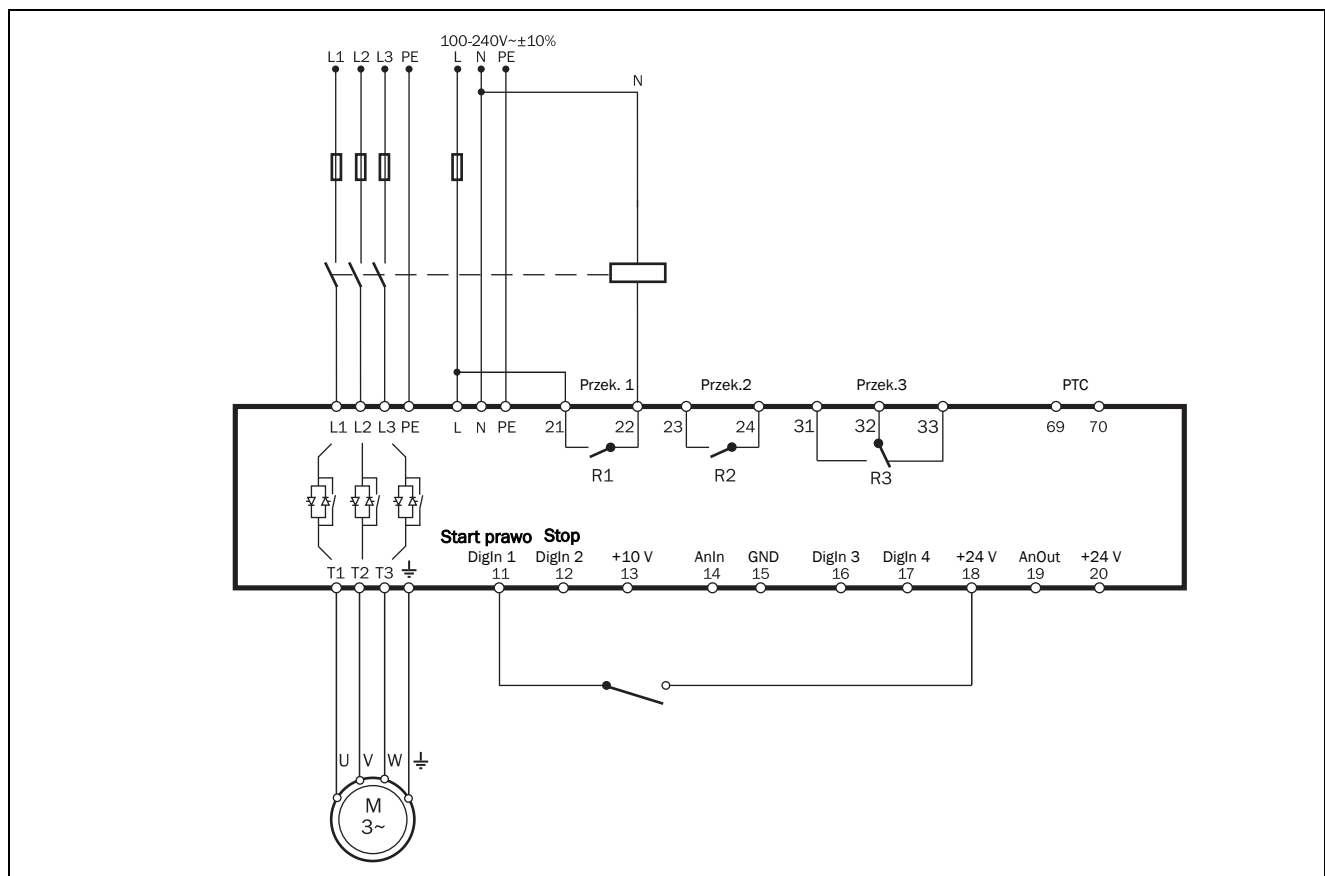 100-240V~±10%
L1 L2 L3 PE L N PE
N
Przek. 1 Przek.2 Przek.3 PTC
L1 L2 L3 PE L N PE 21 22 23 24 31 32 33 69 70
R1 R2 R3
Start prawo Stop
DigIn 1 DigIn 2 +10 V AnIn GND DigIn 3 DigIn 4 +24 V AnOut +24 V
T1 T2 T3 11 12 13 14 15 16 17 18 19 20
U V W
M
3~